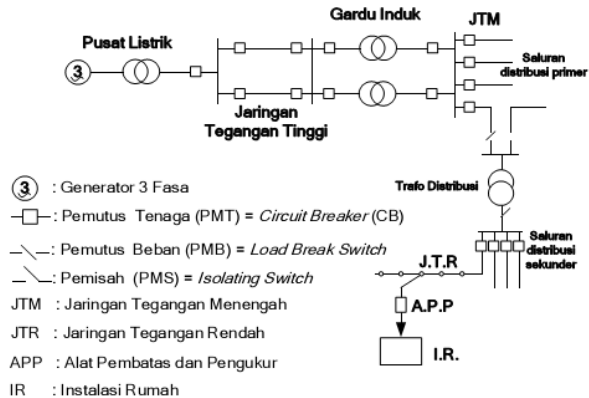 Gardu Induk
JTM
Pusat Listrik
Saluran
distribusi primer
3
Jaringan
Tegangan Tinggi
Trafo Distribusi
3 : Generator 3 Fasa
: Pemutus Tenaga (PMT) = Circuit Breaker (CB)
: Pemutus Beban (PMB) = Load Break Switch
: Pemisah (PMS) = Isolating Switch
JTM : Jaringan Tegangan Menengah
JTR : Jaringan Tegangan Rendah
APP : Alat Pembatas dan Pengukur
IR : Instalasi Rumah
Saluran
distribusi
sekunder
J.T.R
A.P.P
I.R.